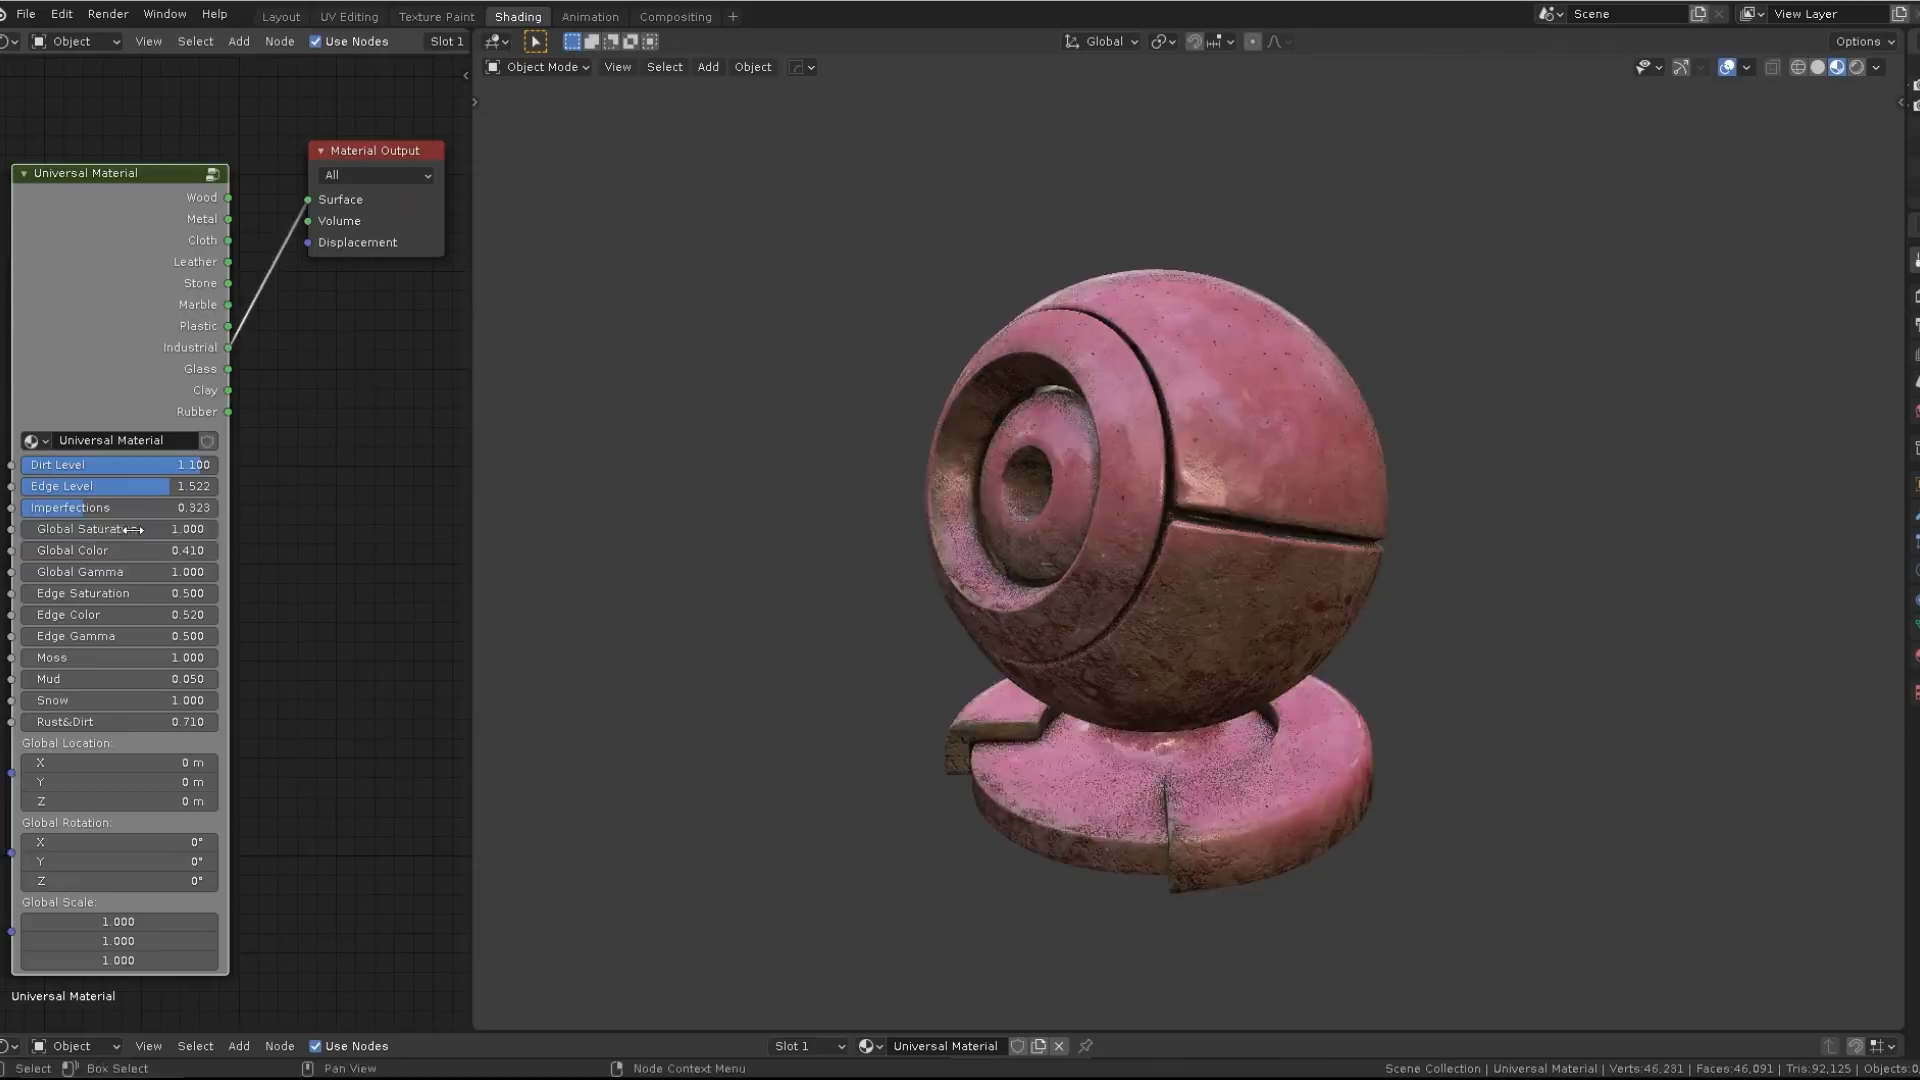 File Edit Render Window Help Layout UV Editing Texture Paint Shading Animation Compositing + Scene View Layer
Object View Select Add Node Use Nodes Slot 1 Global Options
Object Mode View Select Add Object
Material Output
All
Surface
Volume
Displacement
Universal Material
Wood
Metal
Cloth
Leather
Stone
Marble
Plastic
Industrial
Glass
Clay
Rubber
Universal Material
Dirt Level 1.100
Edge Level 1.522
Imperfections 0.323
Global 1.000
Global Color 0.410
Global Gamma 1.000
Edge Saturation 0.500
Edge Color 0.520
Edge Gamma 0.500
Moss 1.000
Mud 0.050
Snow 1.000
Rust&Dirt 0.710
Global Location:
X 0 m
Y 0 m
Z 0 m
Global Rotation:
X 0°
Y 0°
Z 0°
Global Scale:
1.000
1.000
1.000
Universal Material
Object View Select Add Node Use Nodes Slot 1 Universal Material
Select Box Select Pan View Node Context Menu Scene Collection | Universal Material | Verts:46,231 | Faces:46,091 | Tris:92,125 | Objects:0